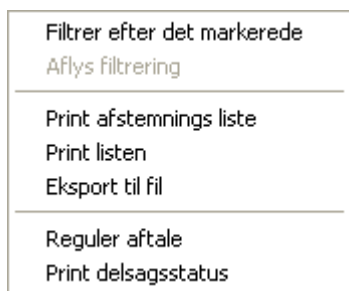 Filtrer efter det markerede
Aflys filtrering
Print afstemnings liste
Print listen
Eksport til fil
Reguler aftale
Print delsagsstatus